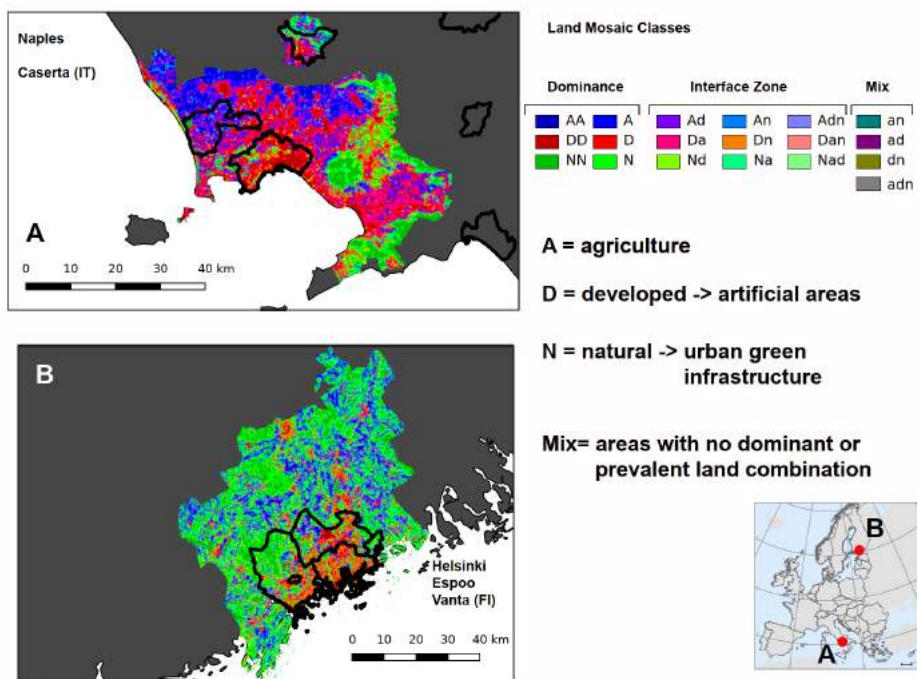 Naples
Caserta (IT)
A
0 10 20 30 40 km
B
Helsinki
Espoo
Vanta (FI)
0 10 20 30 40 km
Land Mosaic Classes
Dominance Interface Zone Mix
AA A Ad An Adn an
DD D Da Dn Dan ad
NN N Nd Na Nad dn
adn
A = agriculture
D = developed -> artificial areas
N = natural -> urban green
infrastructure
Mix= areas with no dominant or
prevalent land combination
B
A